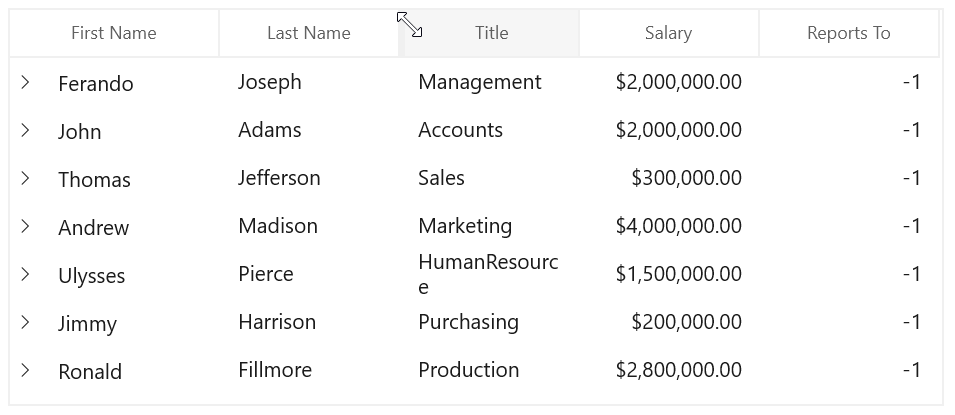 First Name Last Name Title Salary Reports To
Ferando Joseph Management $2,000,000.00 -1
John Adams Accounts $2,000,000.00 -1
Thomas Jefferson Sales $300,000.00 -1
Andrew Madison Marketing $4,000,000.00 -1
Ulysses Pierce HumanResourc $1,500,000.00 -1
e
Jimmy Harrison Purchasing $200,000.00 -1
Ronald Fillmore Production $2,800,000.00 -1